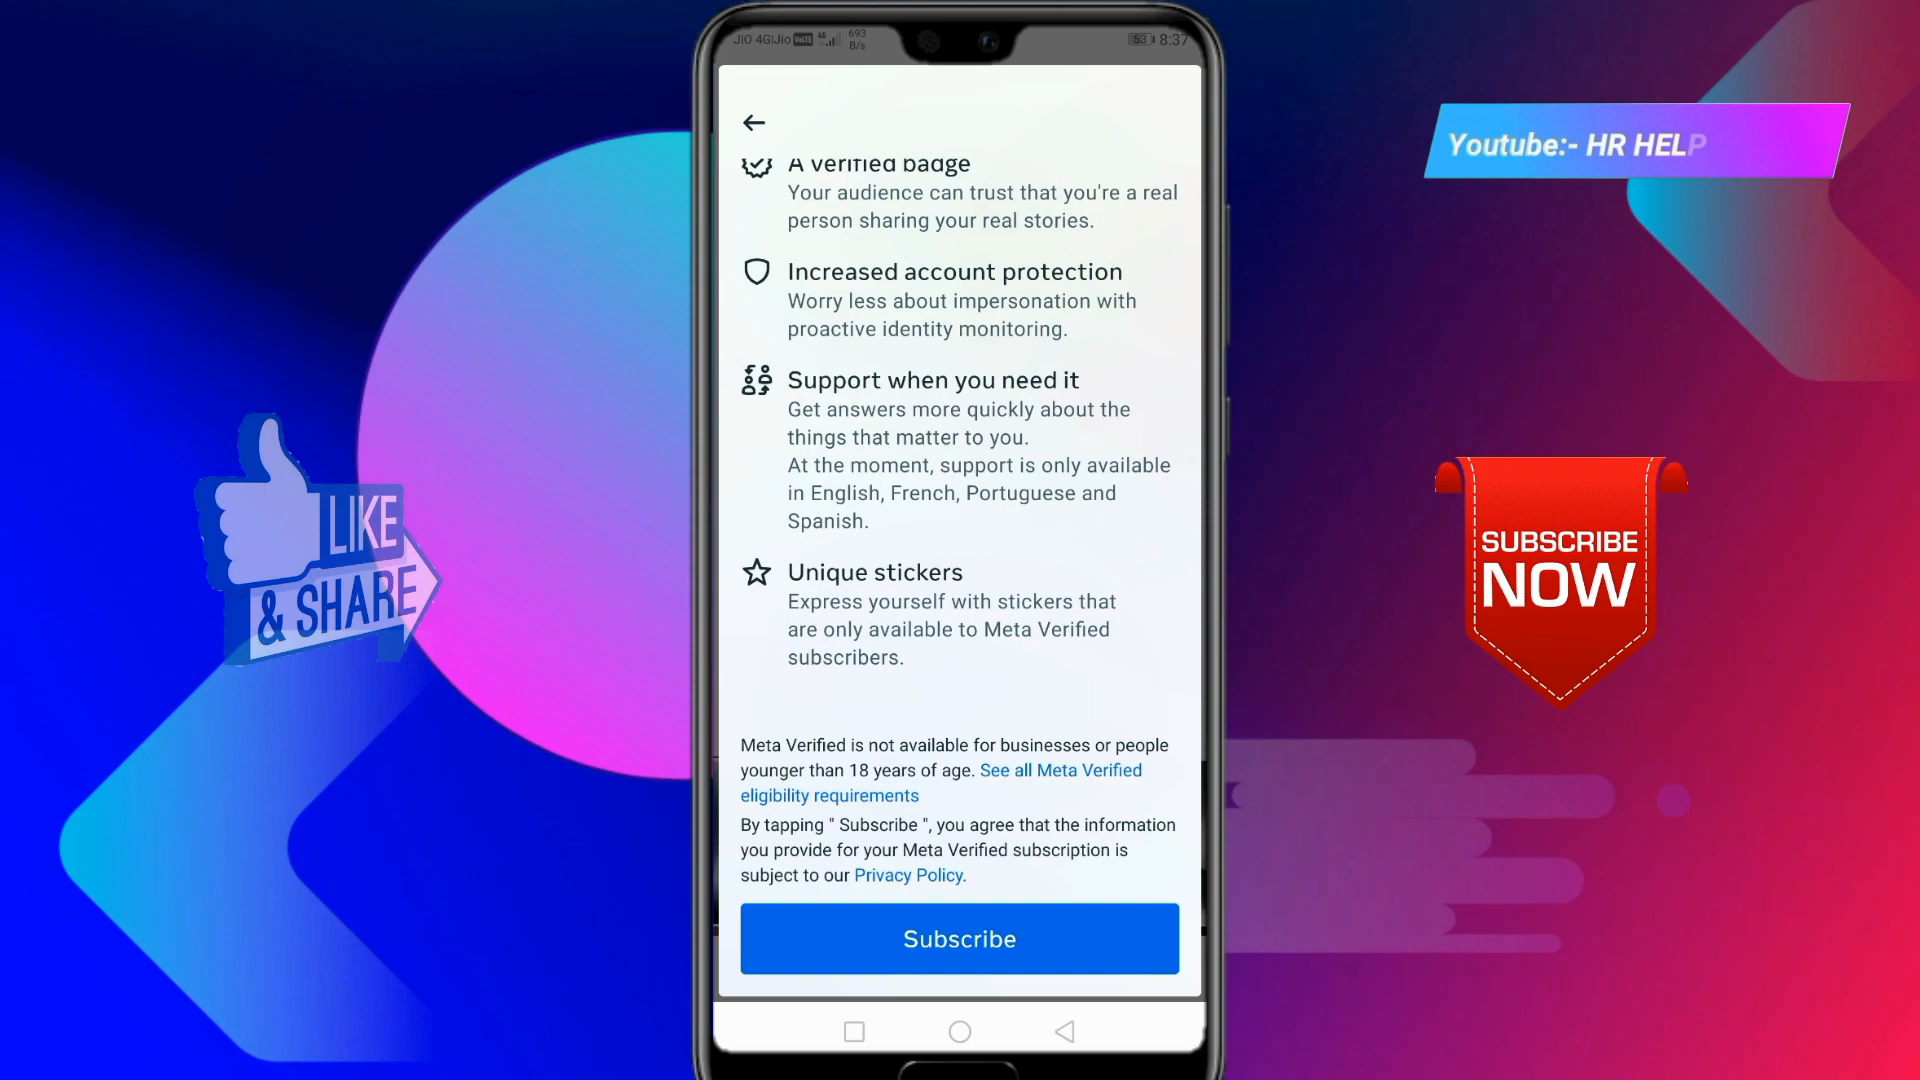 JIO 4G|Jio VoLTE 4G 693 B/s
53 8:37
Youtube:- HR HELP
A verified badge
Your audience can trust that you're a real
person sharing your real stories.
Increased account protection
Worry less about impersonation with
proactive identity monitoring.
Support when you need it
Get answers more quickly about the
things that matter to you.
At the moment, support is only available
in English, French, Portuguese and
Spanish.
Unique stickers
Express yourself with stickers that
are only available to Meta Verified
subscribers.
Meta Verified is not available for businesses or people
younger than 18 years of age. See all Meta Verified
eligibility requirements
By tapping " Subscribe ", you agree that the information
you provide for your Meta Verified subscription is
subject to our Privacy Policy.
Subscribe
LIKE
& SHARE
SUBSCRIBE
NOW